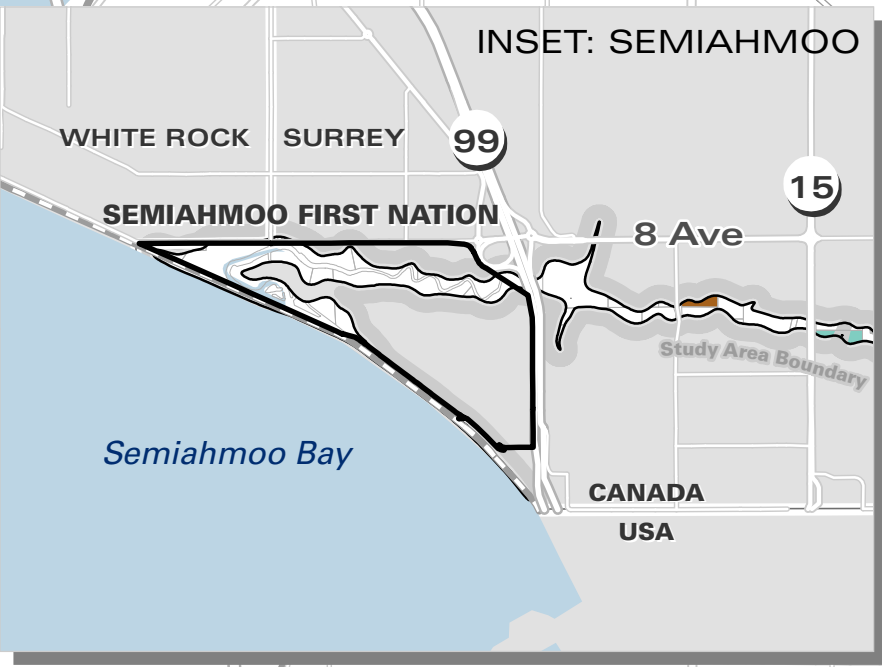 INSET: SEMIAHMOO
WHITE ROCK
SURREY
99
15
SEMIAHMOO FIRST NATION
8 Ave
Study Area Boundary
Semiahmoo Bay
CANADA
USA